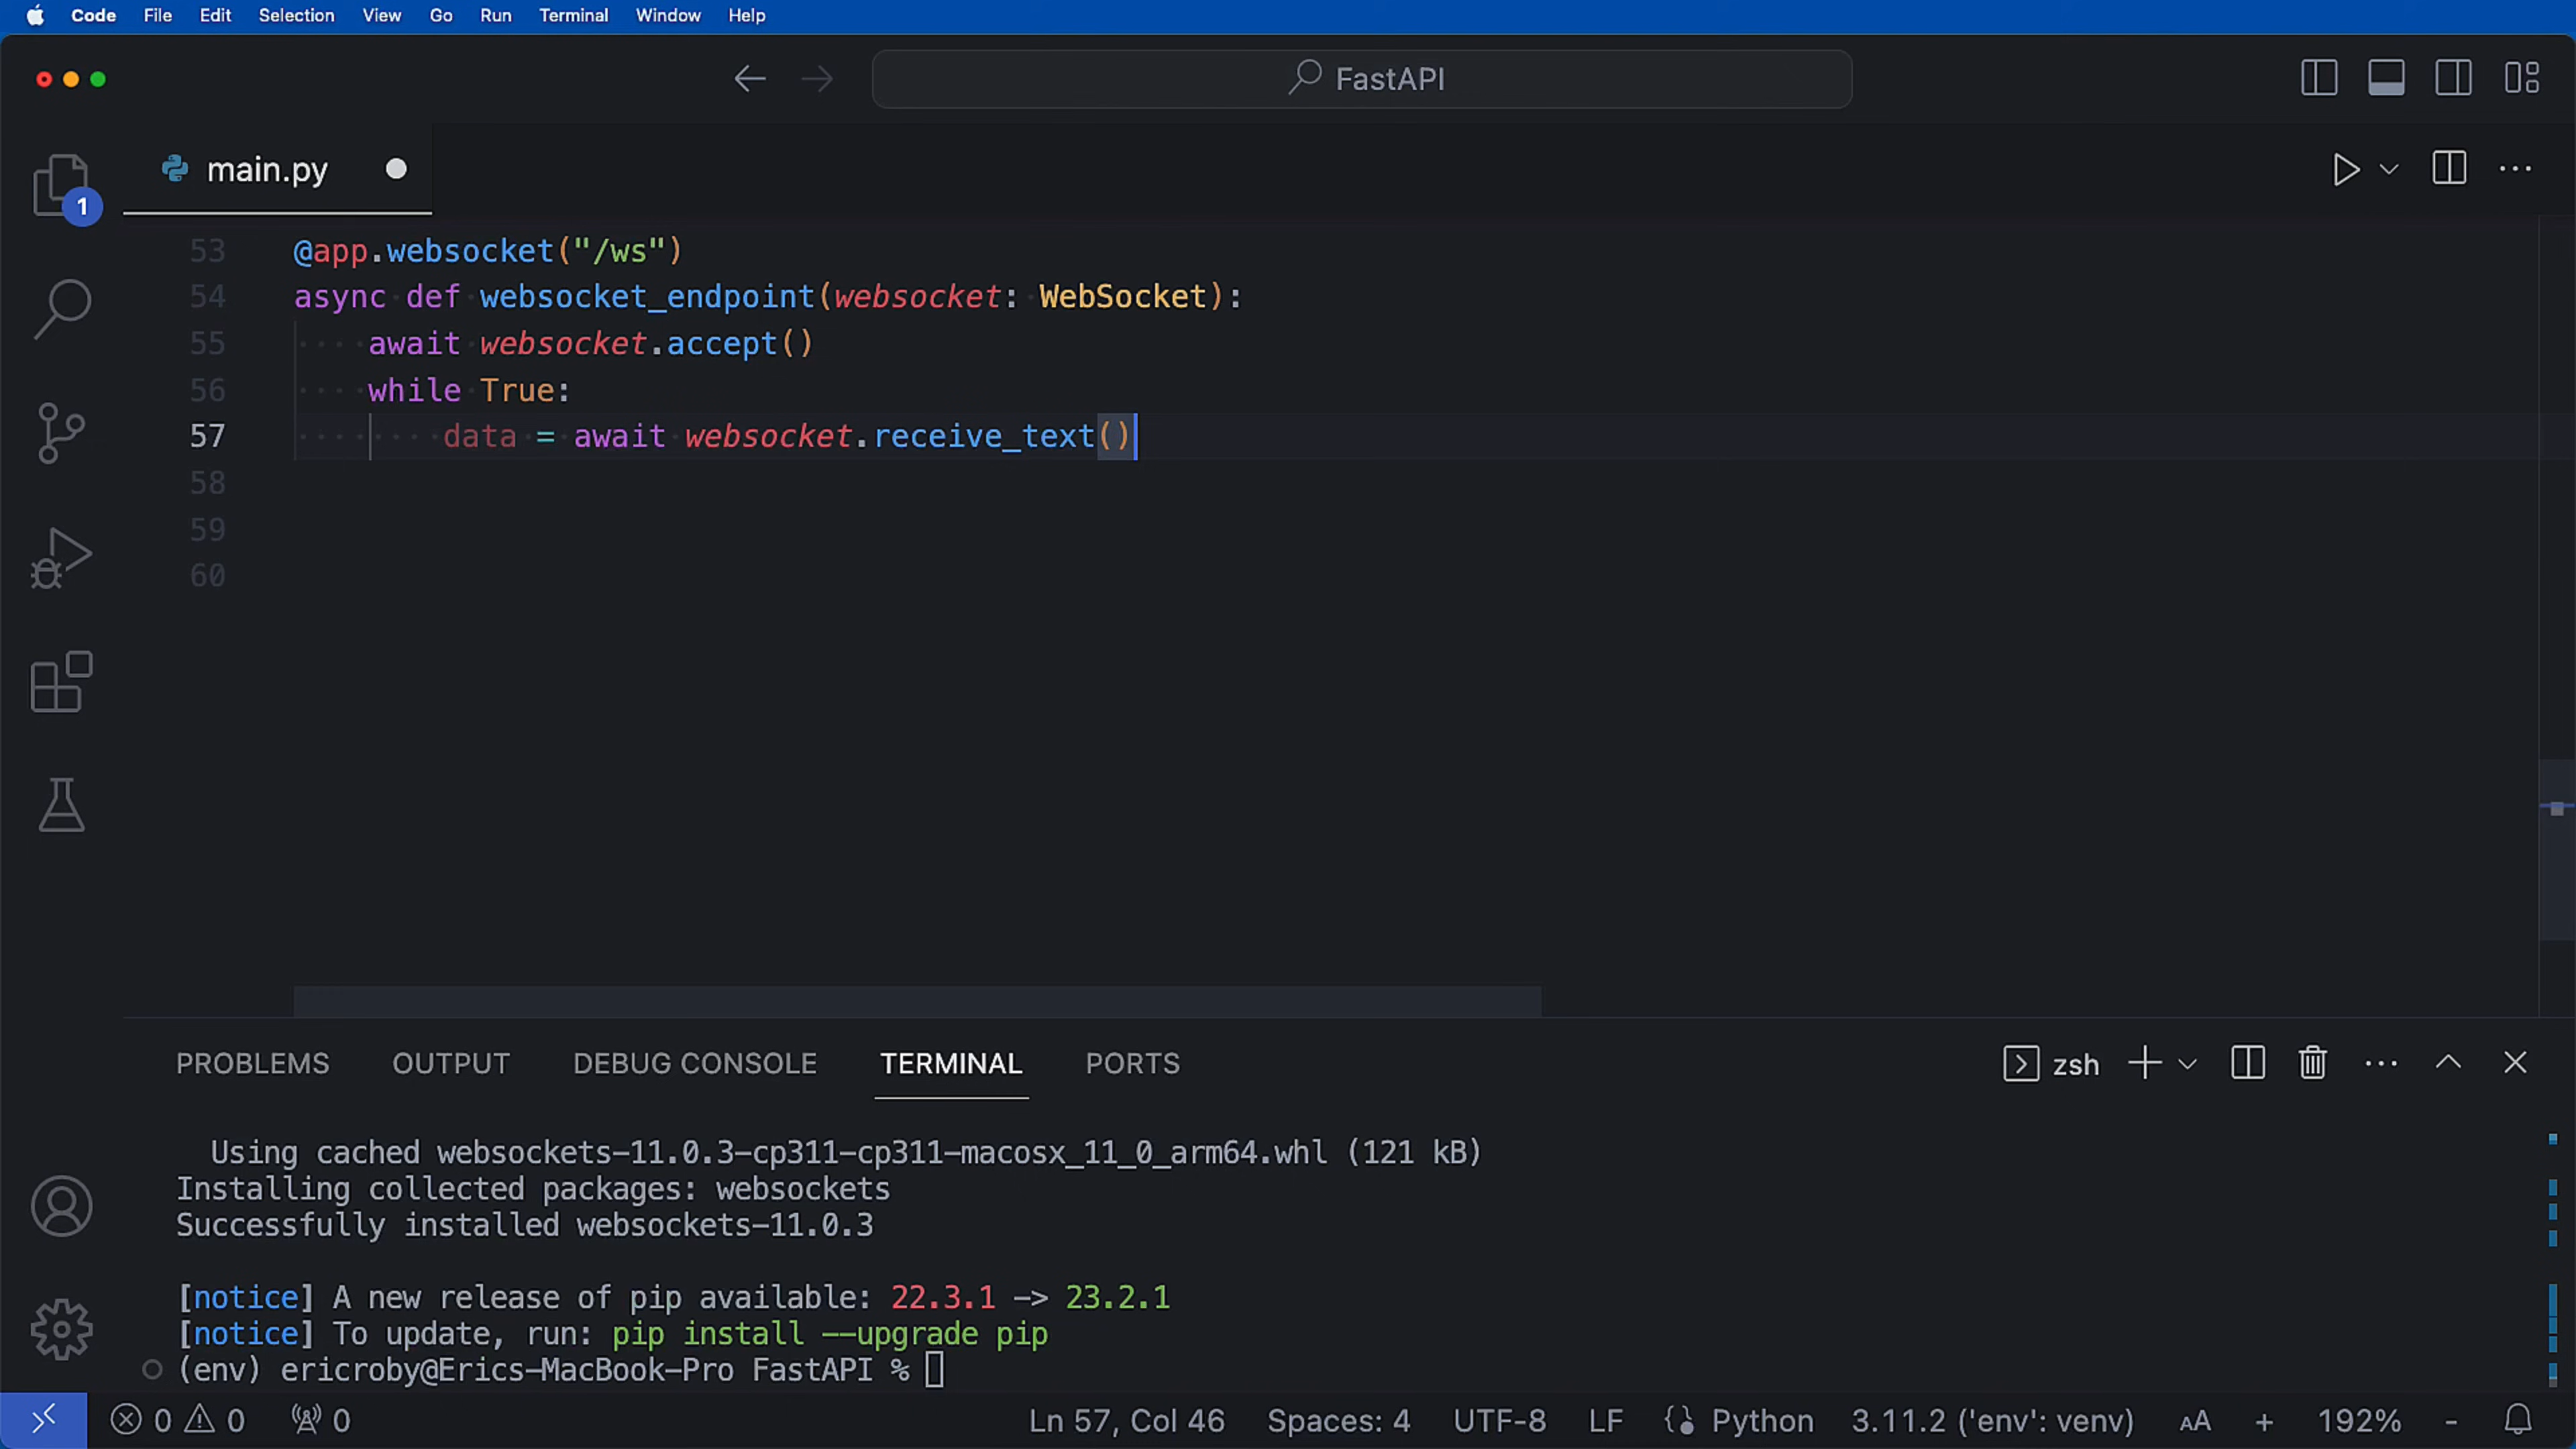 Code File Edit Selection View Go Run Terminal Window Help
FastAPI
main.py
1
53 @app.websocket("/ws")
54 async def websocket_endpoint(websocket: WebSocket):
55 await websocket.accept()
56 while True:
57 data = await websocket.receive_text()
58
59
60
PROBLEMS OUTPUT DEBUG CONSOLE TERMINAL PORTS zsh
Using cached websockets-11.0.3-cp311-cp311-macosx_11_0_arm64.whl (121 kB)
Installing collected packages: websockets
Successfully installed websockets-11.0.3
[notice] A new release of pip available: 22.3.1 -> 23.2.1
[notice] To update, run: pip install --upgrade pip
(env) ericroby@Erics-MacBook-Pro FastAPI %
0 0 0 Ln 57, Col 46 Spaces: 4 UTF-8 LF Python 3.11.2 ('env': venv) AA + 192% -